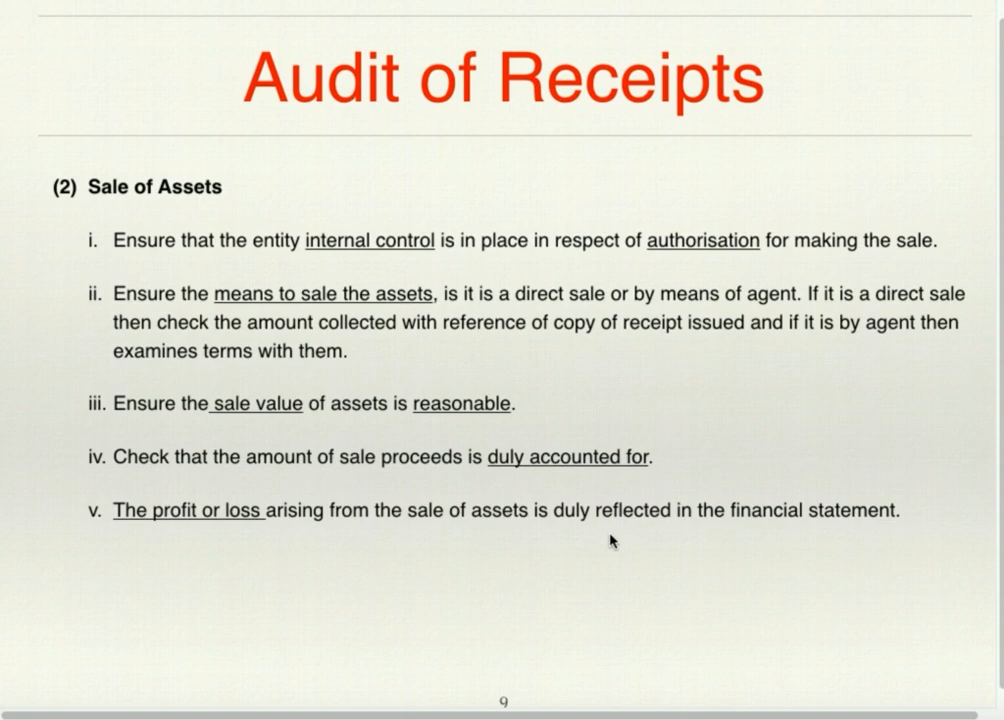 Audit of Receipts
(2) Sale of Assets
i. Ensure that the entity internal control is in place in respect of authorisation for making the sale.
ii. Ensure the means to sale the assets, is it is a direct sale or by means of agent. If it is a direct sale
then check the amount collected with reference of copy of receipt issued and if it is by agent then
examines terms with them.
iii. Ensure the sale value of assets is reasonable.
iv. Check that the amount of sale proceeds is duly accounted for.
v. The profit or loss arising from the sale of assets is duly reflected in the financial statement.
9